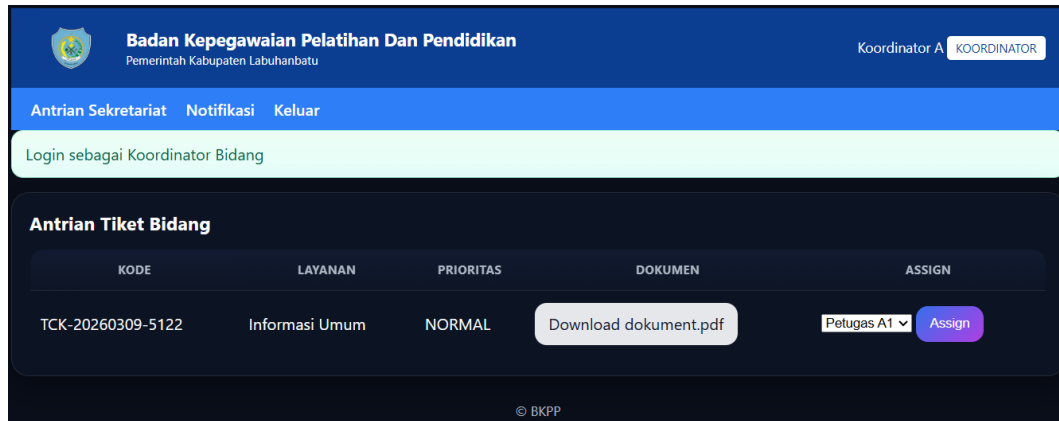 Badan Kepegawaian Pelatihan Dan Pendidikan
Pemerintah Kabupaten Labuhanbatu
Koordinator A KOORDINATOR
Antrian Sekretariat Notifikasi Keluar
Login sebagai Koordinator Bidang
Antrian Tiket Bidang
KODE LAYANAN PRIORITAS DOKUMEN ASSIGN
TCK-20260309-5122 Informasi Umum NORMAL Download dokument.pdf Petugas A1 Assign
© BKPP